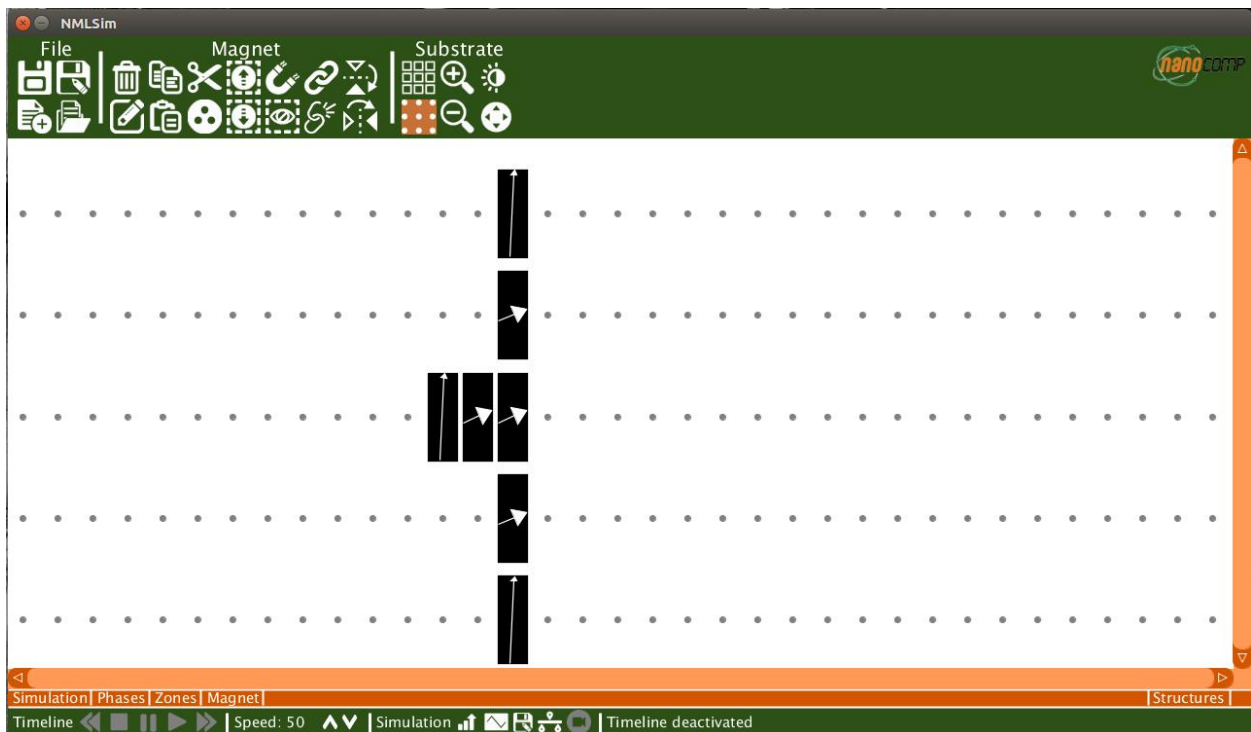 NMLSim
File Magnet Substrate
nanocomp
Simulation| Phases| Zones| Magnet| |Structures|
Timeline |Speed: 50 |Simulation |Timeline deactivated